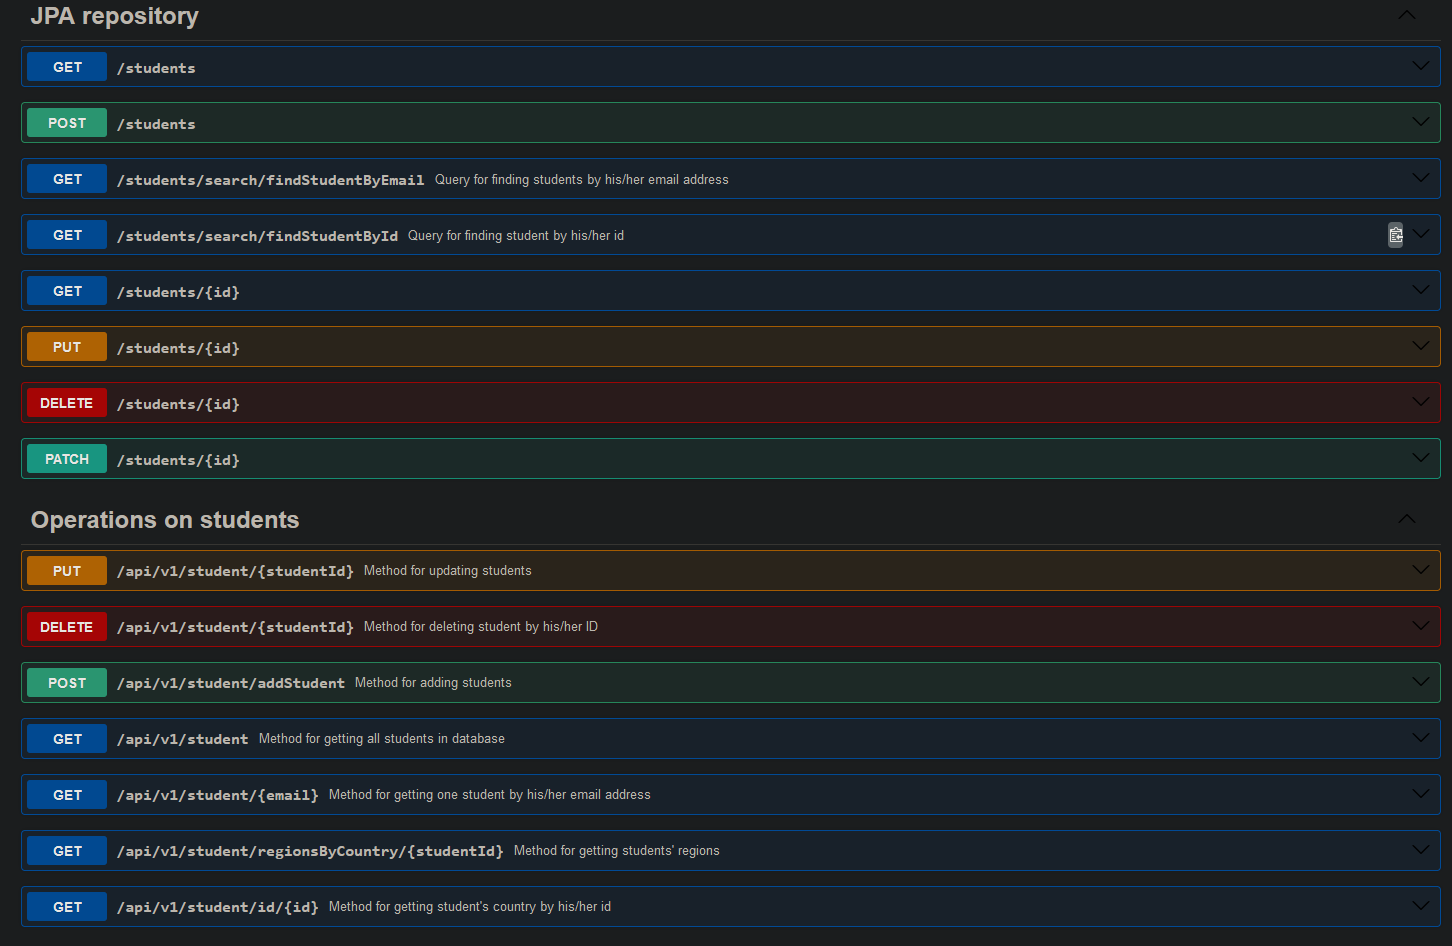 JPA repository
GET /students
POST /students
GET /students/search/findStudentByEmail Query for finding students by his/her email address
GET /students/search/findStudentById Query for finding student by his/her id
GET /students/{id}
PUT /students/{id}
DELETE /students/{id}
PATCH /students/{id}
Operations on students
PUT /api/v1/student/{studentId} Method for updating students
DELETE /api/v1/student/{studentId} Method for deleting student by his/her ID
POST /api/v1/student/addStudent Method for adding students
GET /api/v1/student Method for getting all students in database
GET /api/v1/student/{email} Method for getting one student by his/her email address
GET /api/v1/student/regionsByCountry/{studentId} Method for getting students' regions
GET /api/v1/student/id/{id} Method for getting student's country by his/her id